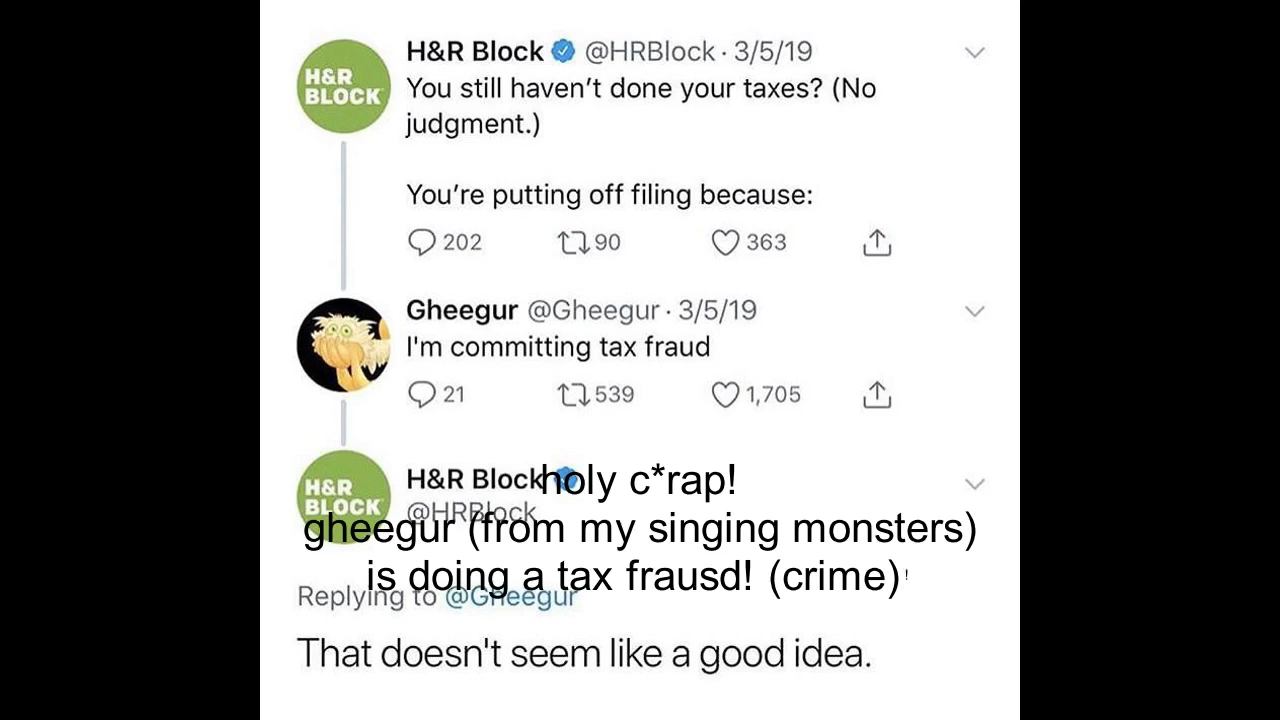 H&R Block @HRBlock · 3/5/19
H&R
BLOCK
You still haven't done your taxes? (No
judgment.)
You're putting off filing because:
202 90 363
Gheegur @Gheegur · 3/5/19
I'm committing tax fraud
21 539 1,705
H&R Block
H&R
BLOCK
@HRBlock
holy c*rap!
gheegur (from my singing monsters)
is doing a tax frausd! (crime)!
Replying to @Gheegur
That doesn't seem like a good idea.